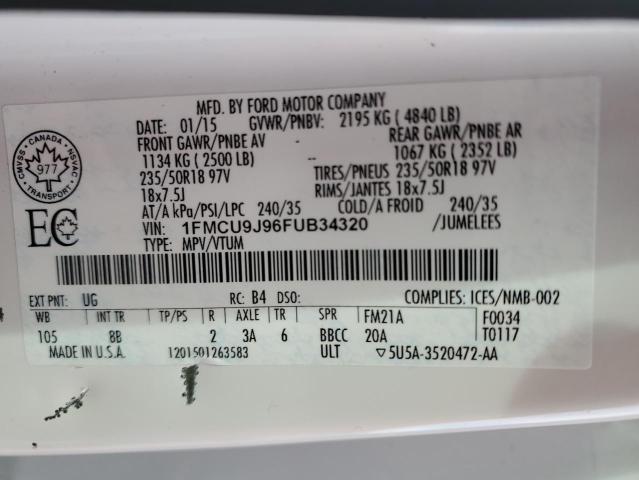 MFD. BY FORD MOTOR COMPANY
DATE: 01/15 GVWR/PNBV: 2195 KG ( 4840 LB)
FRONT GAWR/PNBE AV REAR GAWR/PNBE AR
1134 KG ( 2500 LB) 1067 KG ( 2352 LB)
235/50R18 97V TIRES/PNEUS 235/50R18 97V
18x7.5J RIMS/JANTES 18x7.5J
AT/A kPa/PSI/LPC 240/35 COLD/A FROID 240/35
VIN: 1FMCU9J96FUB34320 /JUMELEES
TYPE: MPV/VTUM
CMVSS · CANADA · NSVAC
977
TRANSPORT
EC
EXT PNT: UG RC: B4 DSO: COMPLIES: ICES/NMB-002
WB INT TR TP/PS R AXLE TR SPR FM21A F0034
105 8B 2 3A 6 BBCC 20A T0117
MADE IN U.S.A. 1201501263583 ULT ▽5U5A-3520472-AA